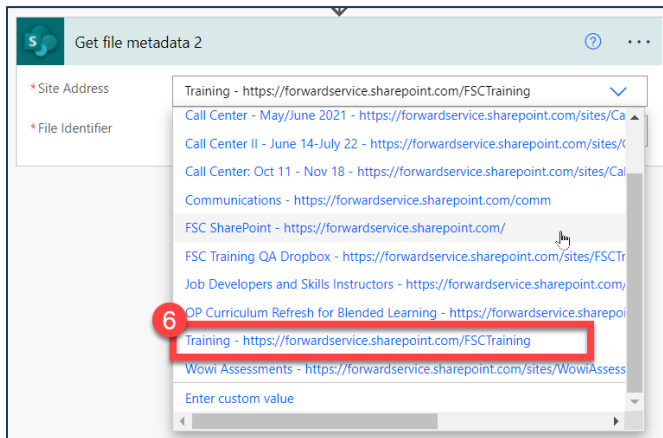 Get file metadata 2
* Site Address
Training - https://forwardservice.sharepoint.com/FSCTraining
* File Identifier
Call Center - May/June 2021 - https://forwardservice.sharepoint.com/sites/Ca
Call Center II - June 14-July 22 - https://forwardservice.sharepoint.com/sites/
Call Center: Oct 11 - Nov 18 - https://forwardservice.sharepoint.com/sites/Cal
Communications - https://forwardservice.sharepoint.com/comm
FSC SharePoint - https://forwardservice.sharepoint.com/
FSC Training QA Dropbox - https://forwardservice.sharepoint.com/sites/FSCTr
Job Developers and Skills Instructors - https://forwardservice.sharepoint.com/
OP Curriculum Refresh for Blended Learning - https://forwardservice.sharepoi
6
Training - https://forwardservice.sharepoint.com/FSCTraining
Wowi Assessments - https://forwardservice.sharepoint.com/sites/WowiAssess
Enter custom value